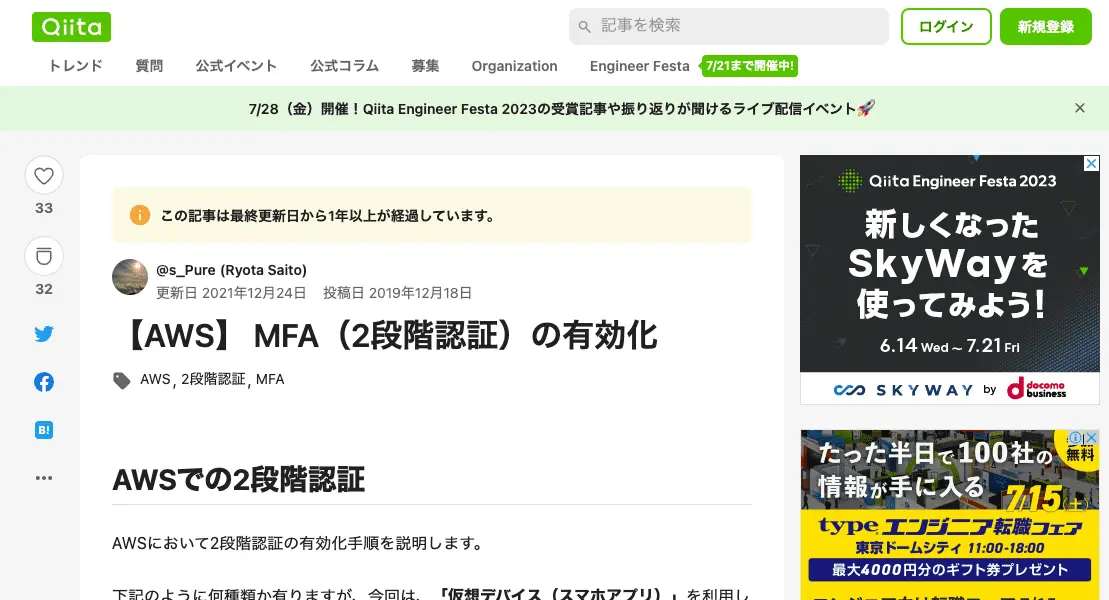 Qiita
記事を検索
ログイン
新規登録
トレンド 質問 公式イベント 公式コラム 募集 Organization Engineer Festa 7/21まで開催中!
7/28（金）開催！Qiita Engineer Festa 2023の受賞記事や振り返りが聞けるライブ配信イベント🚀
33
32
B!
この記事は最終更新日から1年以上が経過しています。
@s_Pure (Ryota Saito)
更新日 2021年12月24日 投稿日 2019年12月18日
【AWS】 MFA（2段階認証）の有効化
AWS, 2段階認証, MFA
AWSでの2段階認証
AWSにおいて2段階認証の有効化手順を説明します。
下記のように何種類か有りますが、今回は、「仮想デバイス（スマホアプリ）」を利用し
Qiita Engineer Festa 2023
新しくなった
SkyWayを
使ってみよう!
6.14 Wed ~ 7.21 Fri
SKYWAY by docomo business
たった半日で100社の
情報が手に入る
無料
7.15(土)
type エンジニア転職フェア
東京ドームシティ 11:00-18:00
最大4000円分のギフト券プレゼント